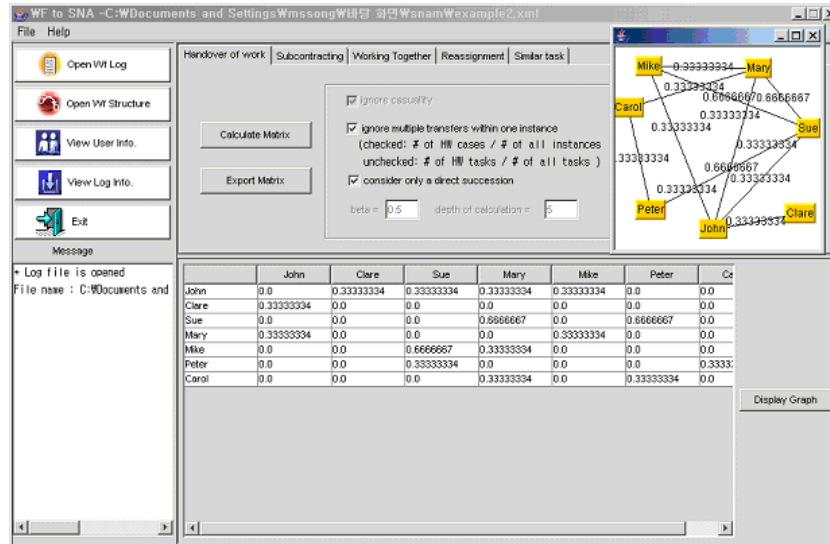 WF to SNA -C:₩Documents and Settings₩mssong₩바탕 화면₩snam₩example2.xml
File Help
Open Wf Log
Open Wf Structure
View User Info.
View Log Info.
Exit
Message
+ Log file is opened
File name : C:₩Documents and
Handover of work Subcontracting Working Together Reassignment Similar task
Calculate Matrix
Export Matrix
ignore casuality
ignore multiple transfers within one instance
(checked: # of HW cases / # of all instances
unchecked: # of HW tasks / # of all tasks )
consider only a direct succession
beta = 0.5 depth of calculation = 5
Mike 0.33333334 Mary
0.33333334 0.6666667 0.6666667
Carol 0.33333334 Sue
0.33333334 0.33333334
.33333334 0.6666667
0.33333334 0.33333334
Peter Clare
John 0.33333334
John Clare Sue Mary Mike Peter Ca
John 0.0 0.33333334 0.33333334 0.33333334 0.33333334 0.0 0.0
Clare 0.33333334 0.0 0.0 0.0 0.0 0.0 0.0
Sue 0.0 0.0 0.0 0.6666667 0.0 0.6666667 0.0
Mary 0.33333334 0.0 0.0 0.0 0.33333334 0.0 0.0
Mike 0.0 0.0 0.6666667 0.33333334 0.0 0.0 0.0
Peter 0.0 0.0 0.33333334 0.0 0.0 0.0 0.3333:
Carol 0.0 0.0 0.0 0.33333334 0.0 0.33333334 0.0
Display Graph